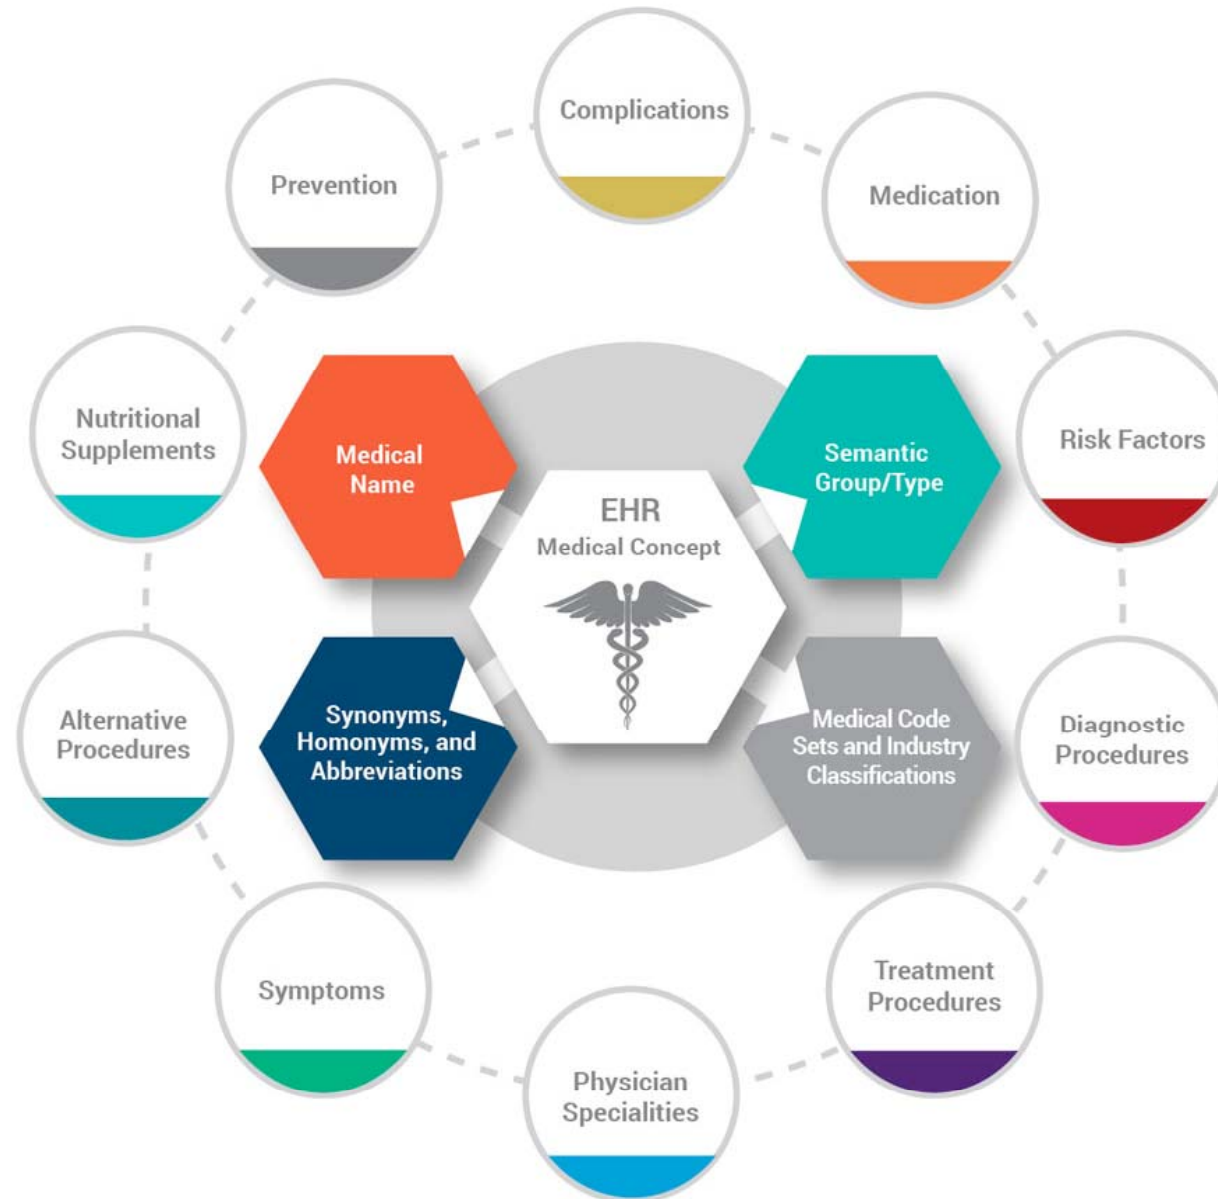 Complications
Prevention
Medication
Nutritional
Supplements
Medical
Name
Semantic
Group/Type
Risk Factors
EHR
Medical Concept
Alternative
Procedures
Synonyms,
Homonyms, and
Abbreviations
Medical Code
Sets and Industry
Classifications
Diagnostic
Procedures
Symptoms
Treatment
Procedures
Physician
Specialities